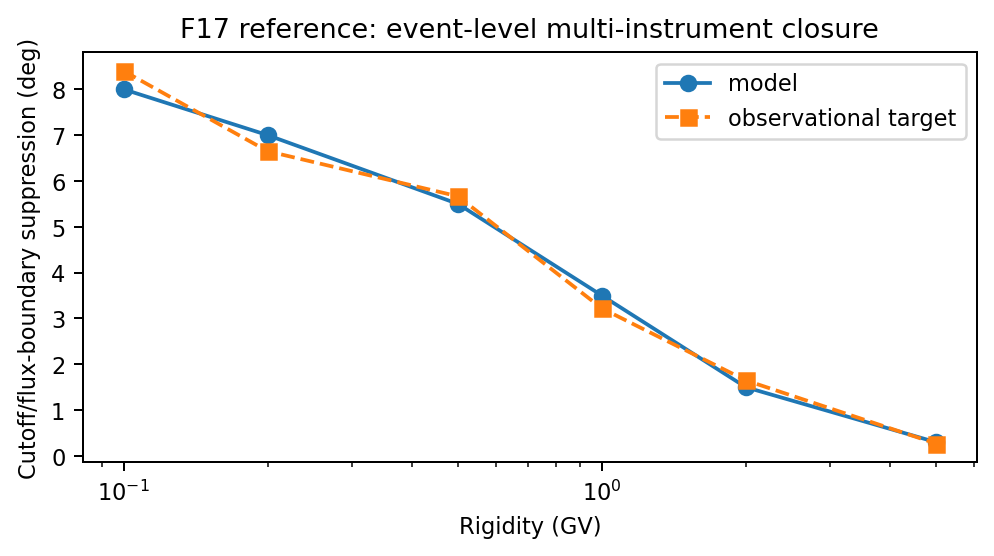 F17 reference: event-level multi-instrument closure
Cutoff/flux-boundary suppression (deg)
8
7
6
5
4
3
2
1
0
model
observational target
10⁻¹
10⁰
Rigidity (GV)